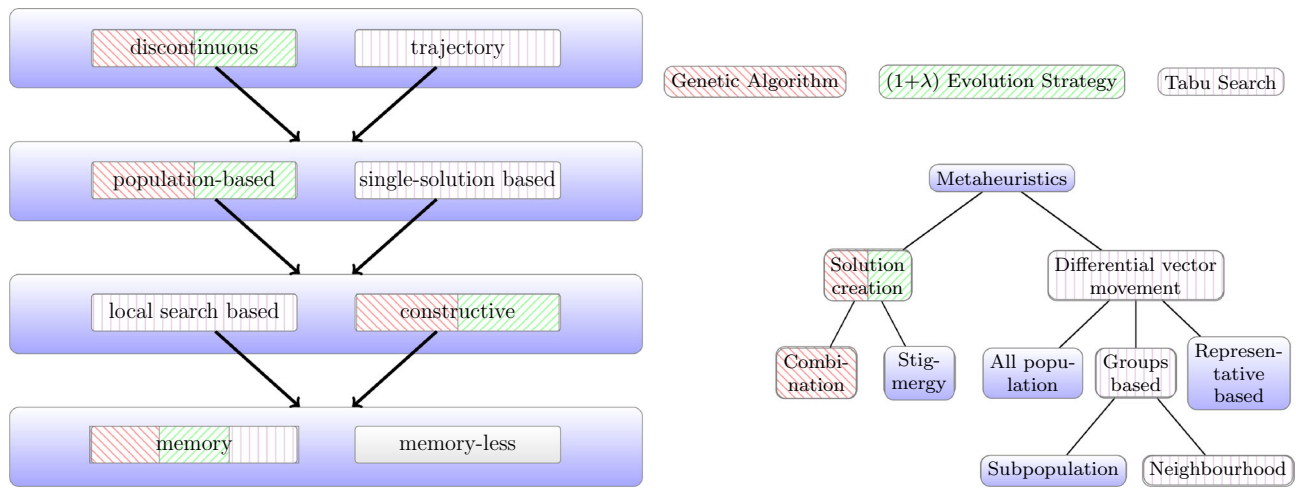 discontinuous
trajectory
population-based
single-solution based
local search based
constructive
memory
memory-less
Genetic Algorithm
(1+λ) Evolution Strategy
Tabu Search
Metaheuristics
Solution
creation
Differential vector
movement
Combi-
nation
Stig-
mergy
All popu-
lation
Groups
based
Represen-
tative
based
Subpopulation
Neighbourhood